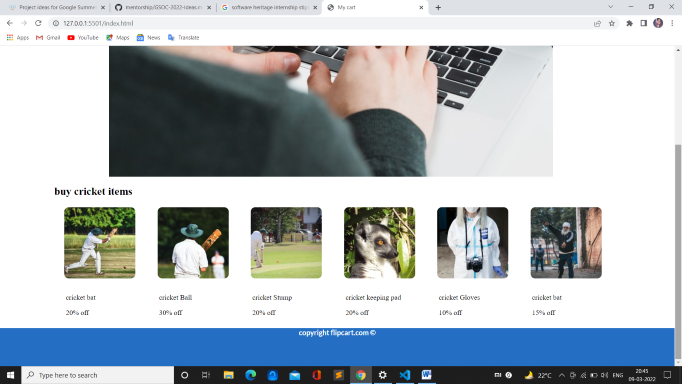 Project Ideas for Google Summe
mentorship/GSOC-2022-Ideas.m
software heritage internship stip
My cart
127.0.0.1:5501/index.html
Apps
Gmail
YouTube
Maps
News
Translate
buy cricket items
cricket bat
20% off
cricket Ball
30% off
cricket Stump
20% off
cricket keeping pad
20% off
cricket Gloves
10% off
cricket bat
15% off
copyright flipcart.com ©
Type here to search
22°C
ENG
20:45
09-03-2022